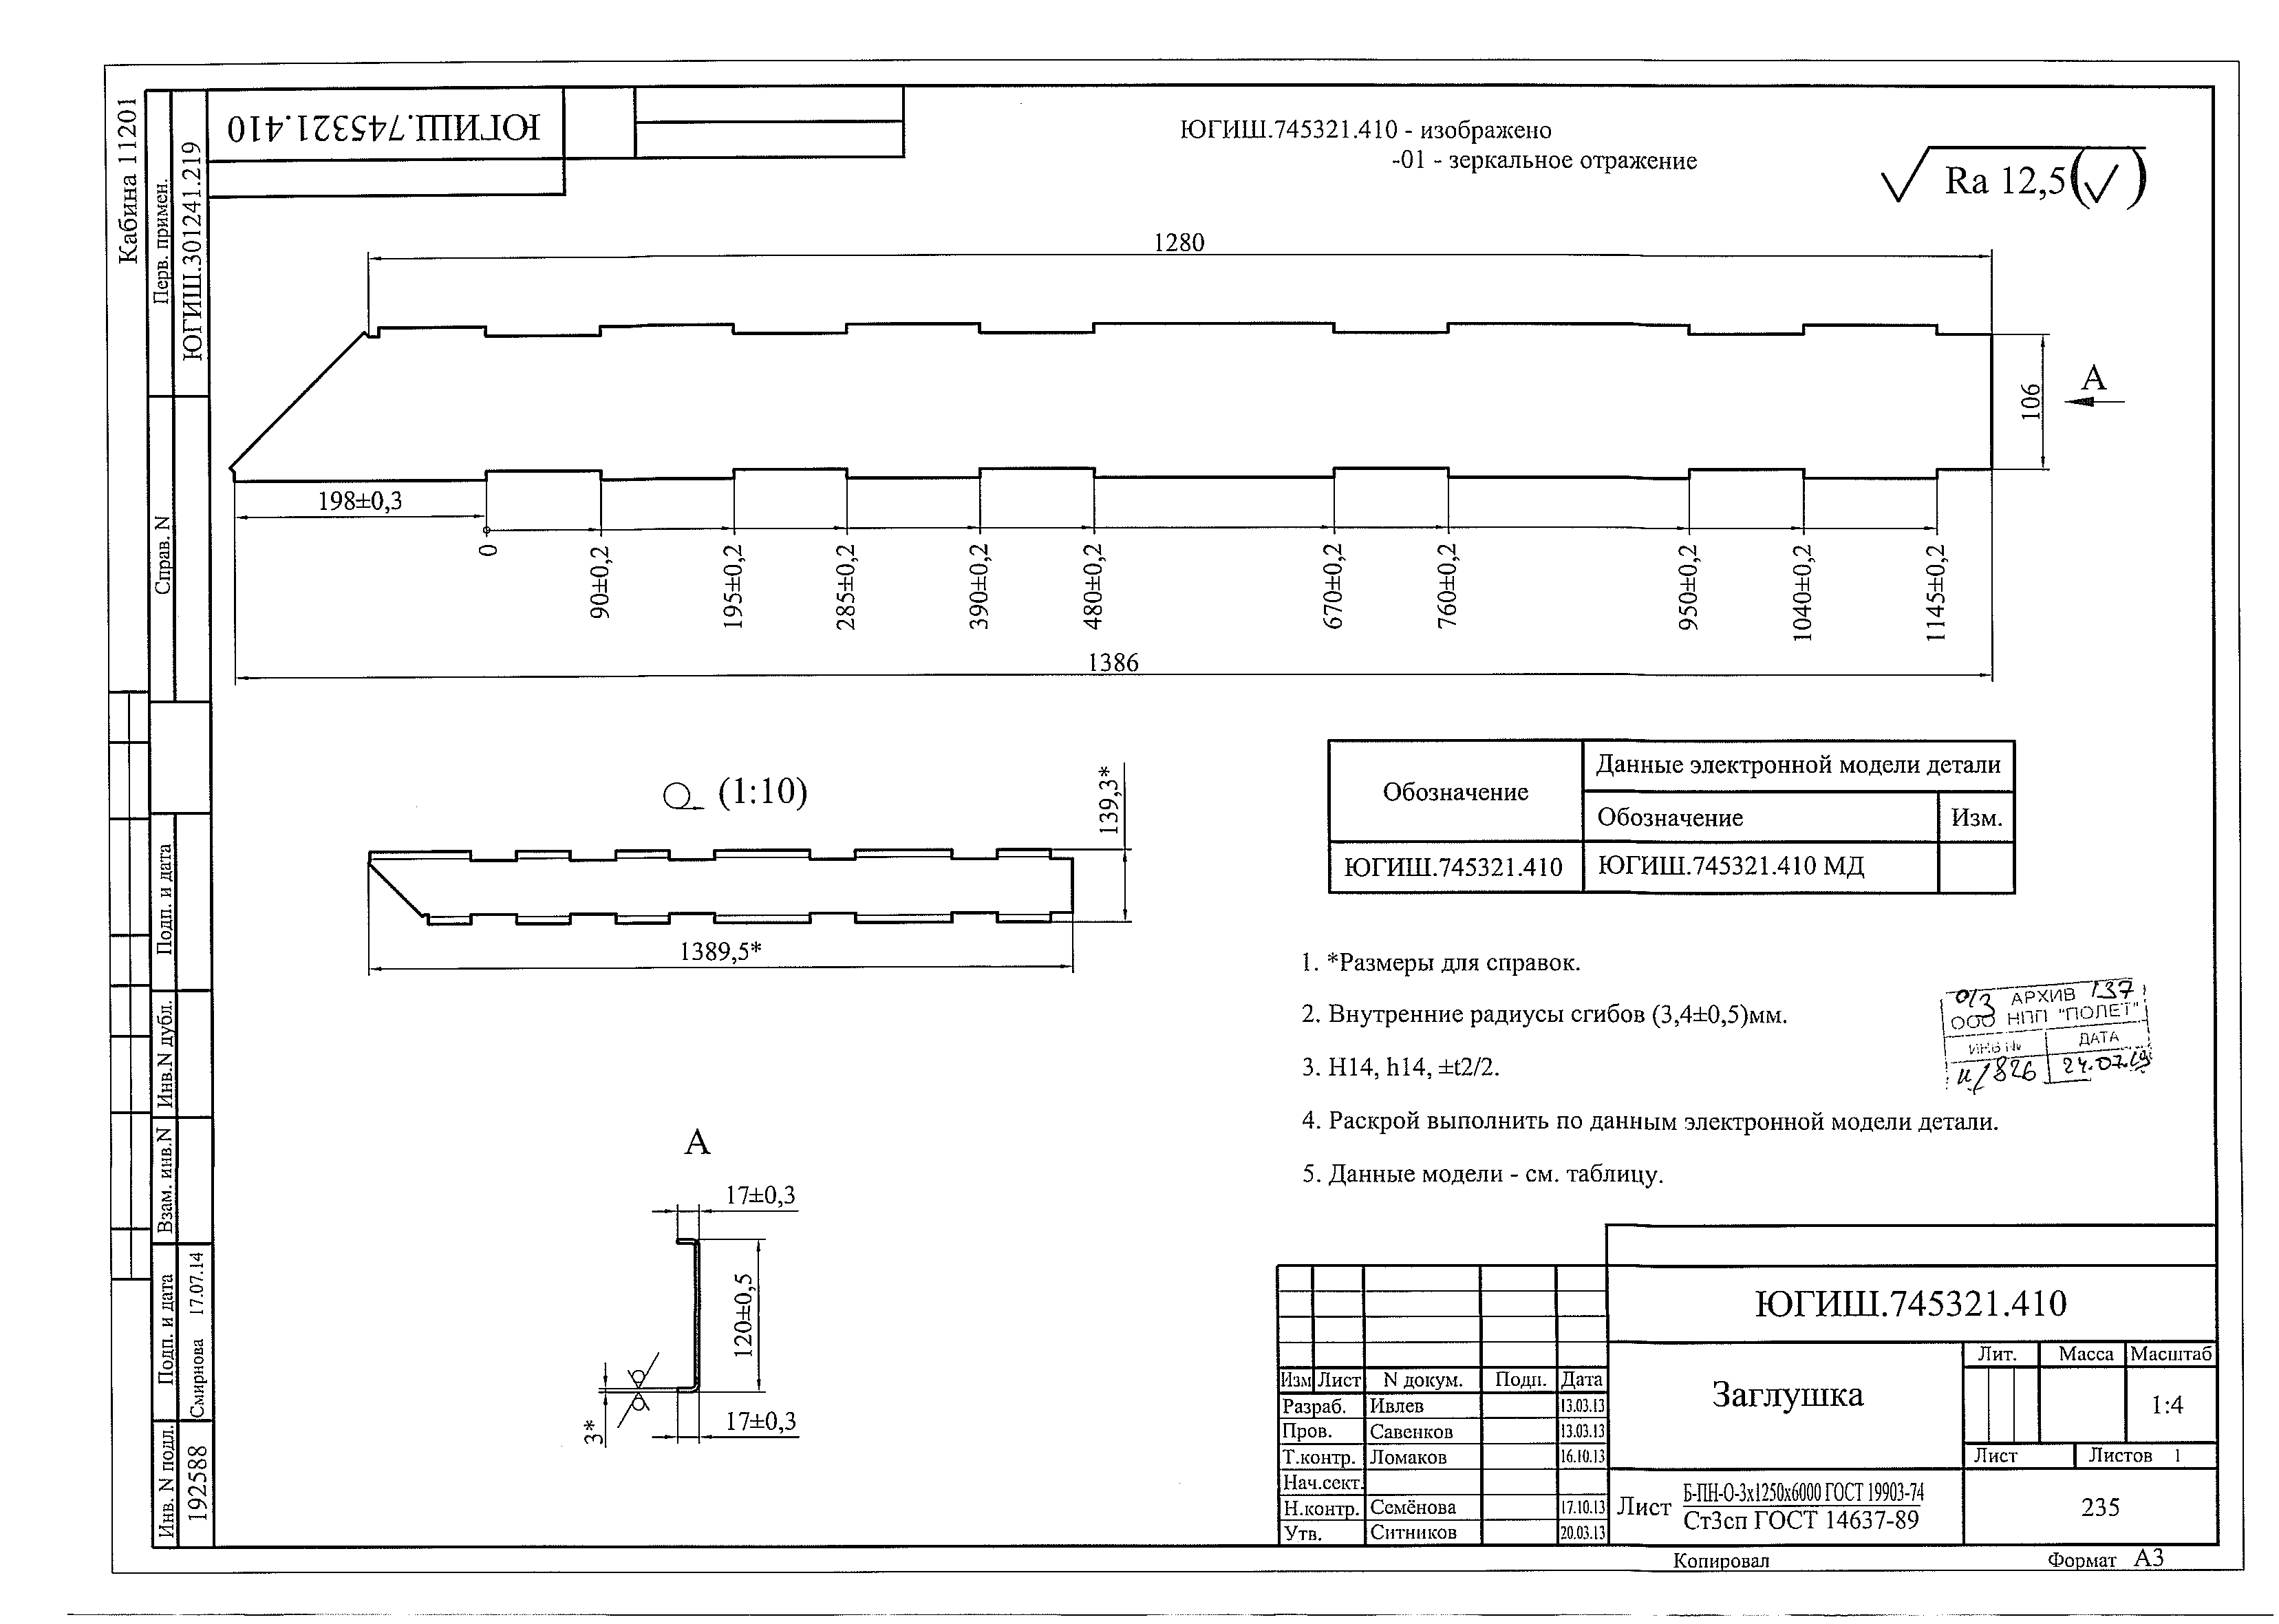 Кабина 11201
Перв. примен.
ЮГИШ.301241.219
Справ. N
Подп. и дата
Инв.N дубл.
Взам. инв.N
Подп. и дата
Смирнова 17.07.14
Инв. N подл.
192588
ЮГИШ.745321.410
ЮГИШ.745321.410 - изображено
-01 - зеркальное отражение
Ra 12,5
1280
106
А
198±0,3
0
90±0,2
195±0,2
285±0,2
390±0,2
480±0,2
670±0,2
760±0,2
950±0,2
1040±0,2
1145±0,2
1386
(1:10)
139,3*
1389,5*
Обозначение
Данные электронной модели детали
Обозначение
Изм.
ЮГИШ.745321.410
ЮГИШ.745321.410 МД
1. *Размеры для справок.
2. Внутренние радиусы сгибов (3,4±0,5)мм.
3. H14, h14, ±t2/2.
4. Раскрой выполнить по данным электронной модели детали.
5. Данные модели - см. таблицу.
АРХИВ 137
ООО НПП "ПОЛЕТ"
ИНВ №
ДАТА
и/826
24.07.19
А
17±0,3
120±0,5
17±0,3
3*
ЮГИШ.745321.410
Изм Лист N докум. Подп. Дата
Разраб. Ивлев 13.03.13
Пров. Савенков 13.03.13
Т.контр. Ломаков 16.10.13
Нач.сект.
Н.контр. Семёнова 17.10.13
Утв. Ситников 20.03.13
Заглушка
Лит. Масса Масштаб
1:4
Лист Листов 1
Лист Б-ПН-О-3х1250х6000 ГОСТ 19903-74
Ст3сп ГОСТ 14637-89
235
Копировал
Формат А3